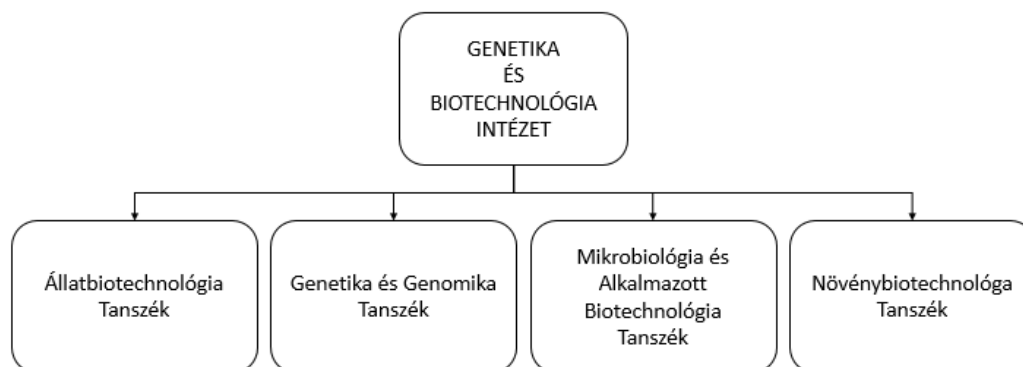 GENETIKA
ÉS
BIOTECHNOLÓGIA
INTÉZET
Állatbiotechnológia
Tanszék
Genetika és Genomika
Tanszék
Mikrobiológia és
Alkalmazott
Biotechnológia
Tanszék
Növénybiotechnológa
Tanszék